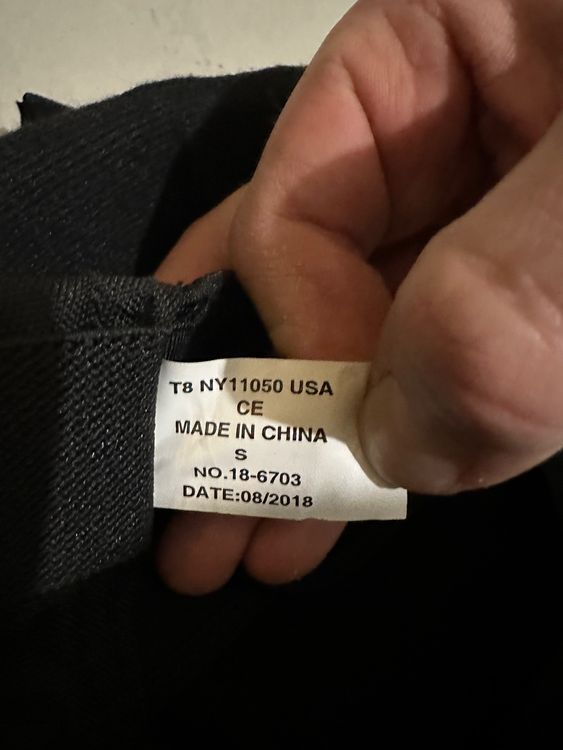 T8 NY11050 USA
CE
MADE IN CHINA
S
NO.18-6703
DATE:08/2018